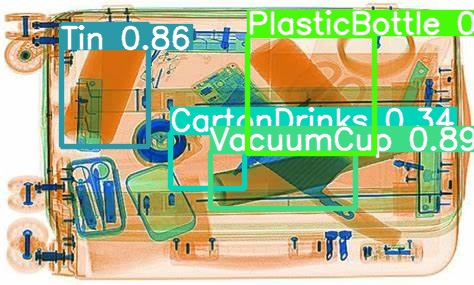 Tin 0.86
PlasticBottle 0
CartonDrinks 0.34
VacuumCup 0.89